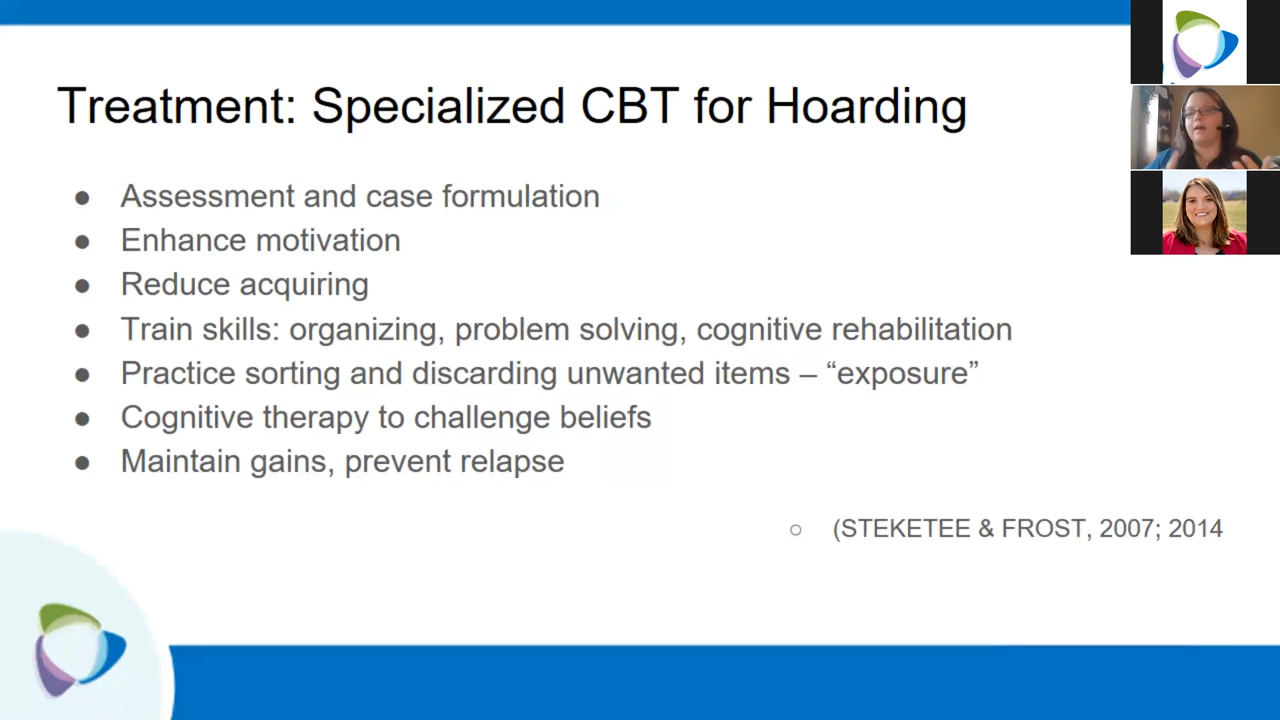 Treatment: Specialized CBT for Hoarding
● Assessment and case formulation
● Enhance motivation
● Reduce acquiring
● Train skills: organizing, problem solving, cognitive rehabilitation
● Practice sorting and discarding unwanted items – “exposure”
● Cognitive therapy to challenge beliefs
● Maintain gains, prevent relapse
○ (STEKETEE & FROST, 2007; 2014